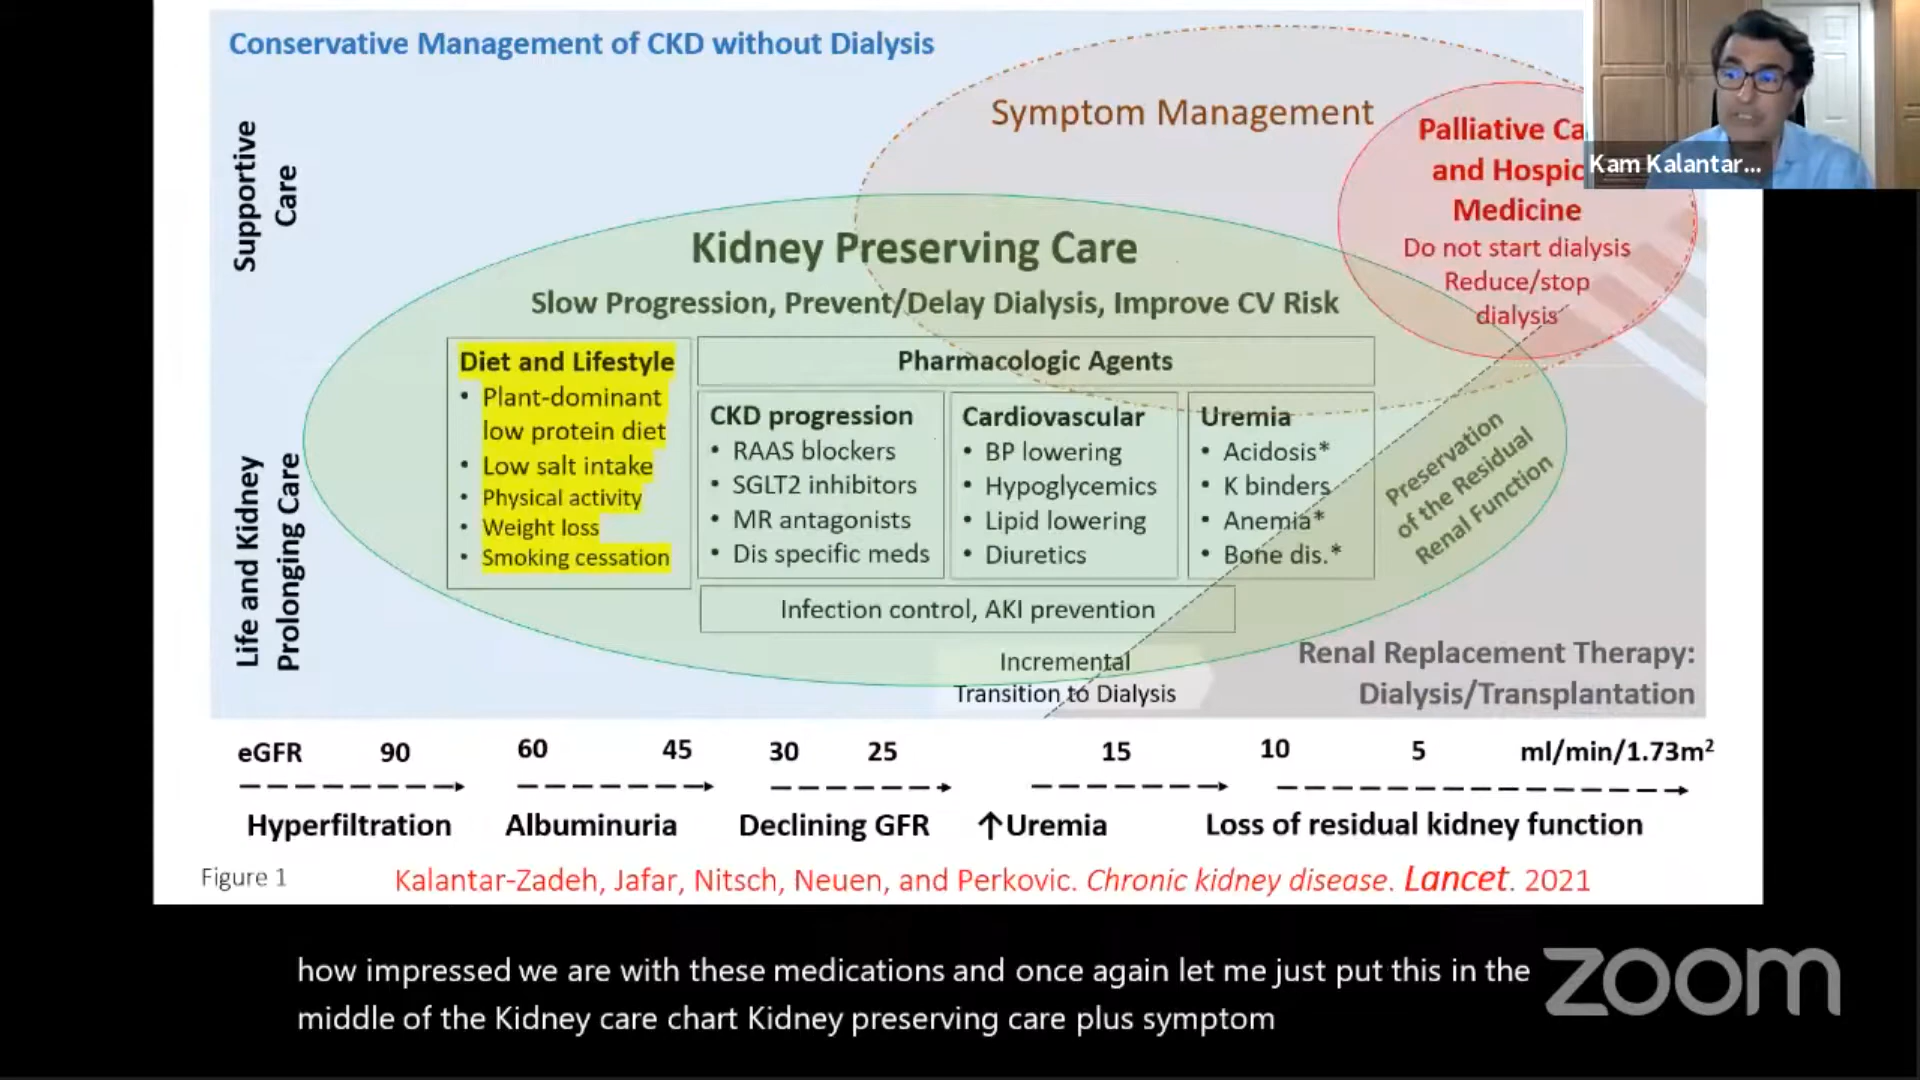 Conservative Management of CKD without Dialysis
Supportive
Care
Symptom Management
Palliative Ca
and Hospic
Medicine
Do not start dialysis
Reduce/stop
dialysis
Kam Kalantar...
Kidney Preserving Care
Slow Progression, Prevent/Delay Dialysis, Improve CV Risk
Life and Kidney
Prolonging Care
Diet and Lifestyle
• Plant-dominant
low protein diet
• Low salt intake
• Physical activity
• Weight loss
• Smoking cessation
Pharmacologic Agents
CKD progression
• RAAS blockers
• SGLT2 inhibitors
• MR antagonists
• Dis specific meds
Cardiovascular
• BP lowering
• Hypoglycemics
• Lipid lowering
• Diuretics
Uremia
• Acidosis*
• K binders
• Anemia*
• Bone dis.*
Preservation
of the Residual
Renal Function
Infection control, AKI prevention
Incremental
Transition to Dialysis
Renal Replacement Therapy:
Dialysis/Transplantation
eGFR 90 60 45 30 25 15 10 5 ml/min/1.73m²
Hyperfiltration Albuminuria Declining GFR ↑Uremia Loss of residual kidney function
Figure 1
Kalantar-Zadeh, Jafar, Nitsch, Neuen, and Perkovic. Chronic kidney disease. Lancet. 2021
how impressed we are with these medications and once again let me just put this in the
middle of the Kidney care chart Kidney preserving care plus symptom
zoom